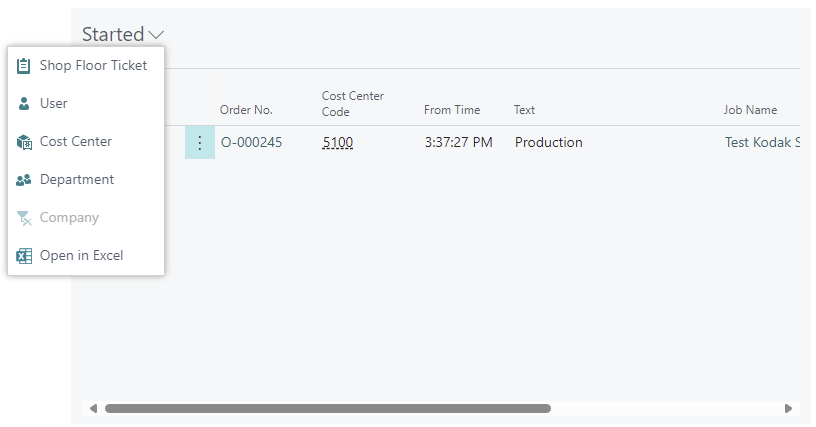 Started
Shop Floor Ticket
User
Cost Center
Department
Company
Open in Excel
Order No.
Cost Center
Code
From Time
Text
Job Name
O-000245
5100
3:37:27 PM
Production
Test Kodak S